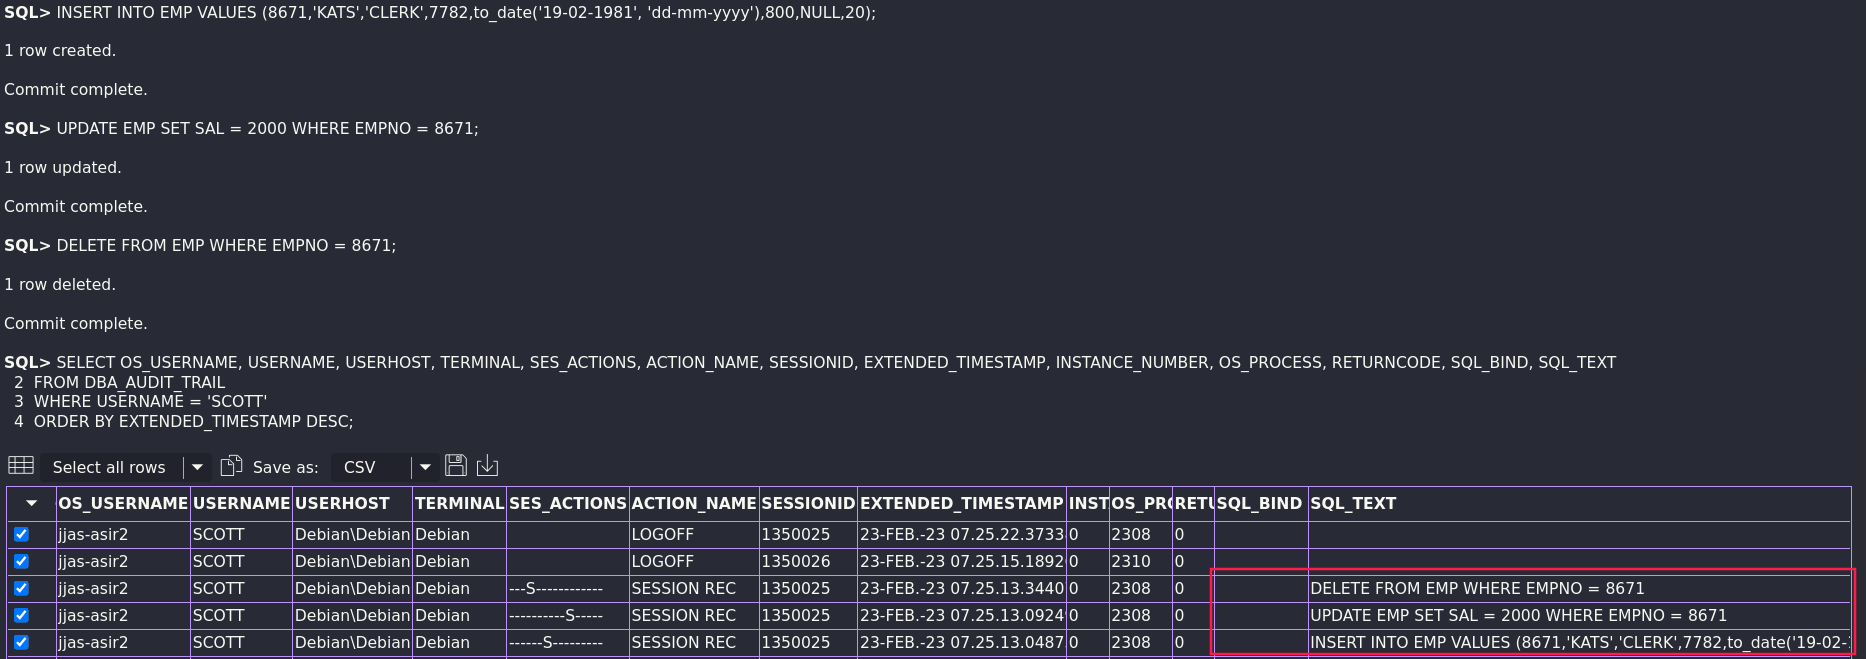 SQL> INSERT INTO EMP VALUES (8671,'KATS','CLERK',7782,to_date('19-02-1981', 'dd-mm-yyyy'),800,NULL,20);
1 row created.
Commit complete.
SQL> UPDATE EMP SET SAL = 2000 WHERE EMPNO = 8671;
1 row updated.
Commit complete.
SQL> DELETE FROM EMP WHERE EMPNO = 8671;
1 row deleted.
Commit complete.
SQL> SELECT OS_USERNAME, USERNAME, USERHOST, TERMINAL, SES_ACTIONS, ACTION_NAME, SESSIONID, EXTENDED_TIMESTAMP, INSTANCE_NUMBER, OS_PROCESS, RETURNCODE, SQL_BIND, SQL_TEXT
2 FROM DBA_AUDIT_TRAIL
3 WHERE USERNAME = 'SCOTT'
4 ORDER BY EXTENDED_TIMESTAMP DESC;
Select all rows Save as: CSV
OS_USERNAME USERNAME USERHOST TERMINAL SES_ACTIONS ACTION_NAME SESSIONID EXTENDED_TIMESTAMP INST OS_PRO RETU SQL_BIND SQL_TEXT
jjas-asir2 SCOTT Debian\Debian Debian LOGOFF 1350025 23-FEB.-23 07.25.22.3733 0 2308 0
jjas-asir2 SCOTT Debian\Debian Debian LOGOFF 1350026 23-FEB.-23 07.25.15.1892 0 2310 0
jjas-asir2 SCOTT Debian\Debian Debian ---S------------ SESSION REC 1350025 23-FEB.-23 07.25.13.3440 0 2308 0 DELETE FROM EMP WHERE EMPNO = 8671
jjas-asir2 SCOTT Debian\Debian Debian ----------S----- SESSION REC 1350025 23-FEB.-23 07.25.13.0924 0 2308 0 UPDATE EMP SET SAL = 2000 WHERE EMPNO = 8671
jjas-asir2 SCOTT Debian\Debian Debian ------S--------- SESSION REC 1350025 23-FEB.-23 07.25.13.0487 0 2308 0 INSERT INTO EMP VALUES (8671,'KATS','CLERK',7782,to_date('19-02-